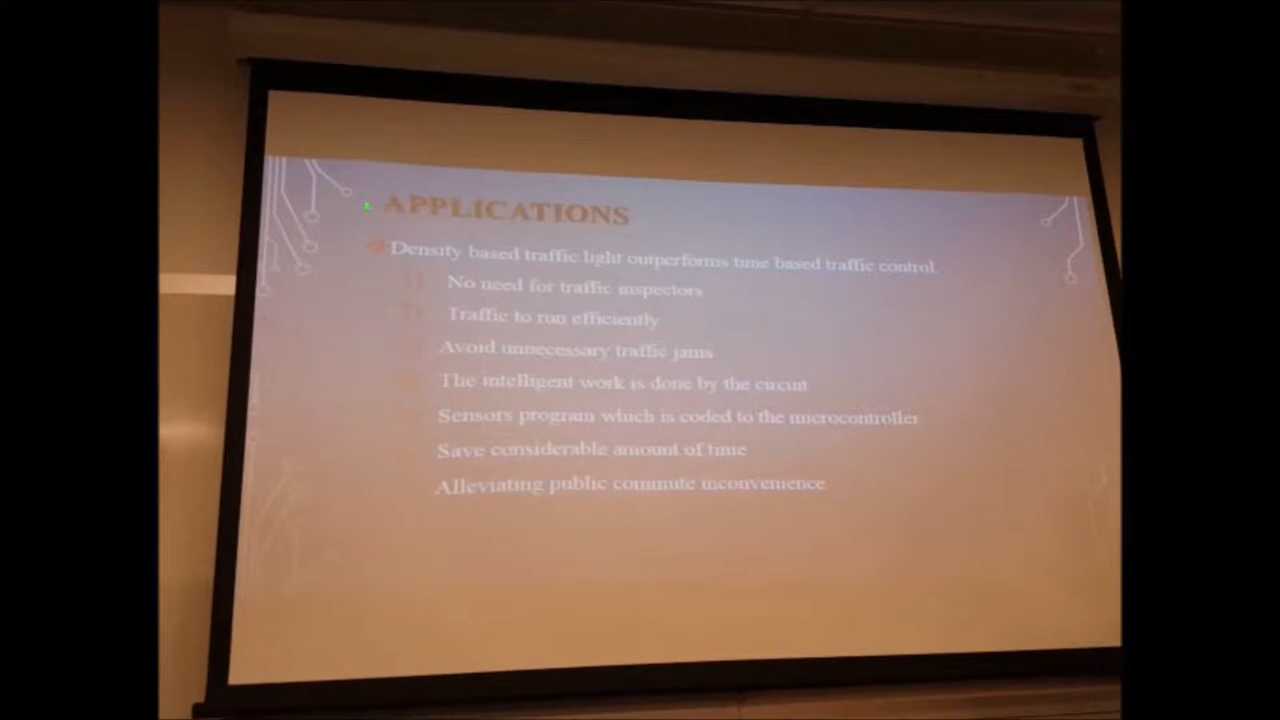 APPLICATIONS
Density based traffic light outperforms time based traffic control.
No need for traffic inspectors
Traffic to run efficiently
Avoid unnecessary traffic jams
The intelligent work is done by the circuit
Sensors program which is coded to the microcontroller
Save considerable amount of time
Alleviating public commute inconvenience